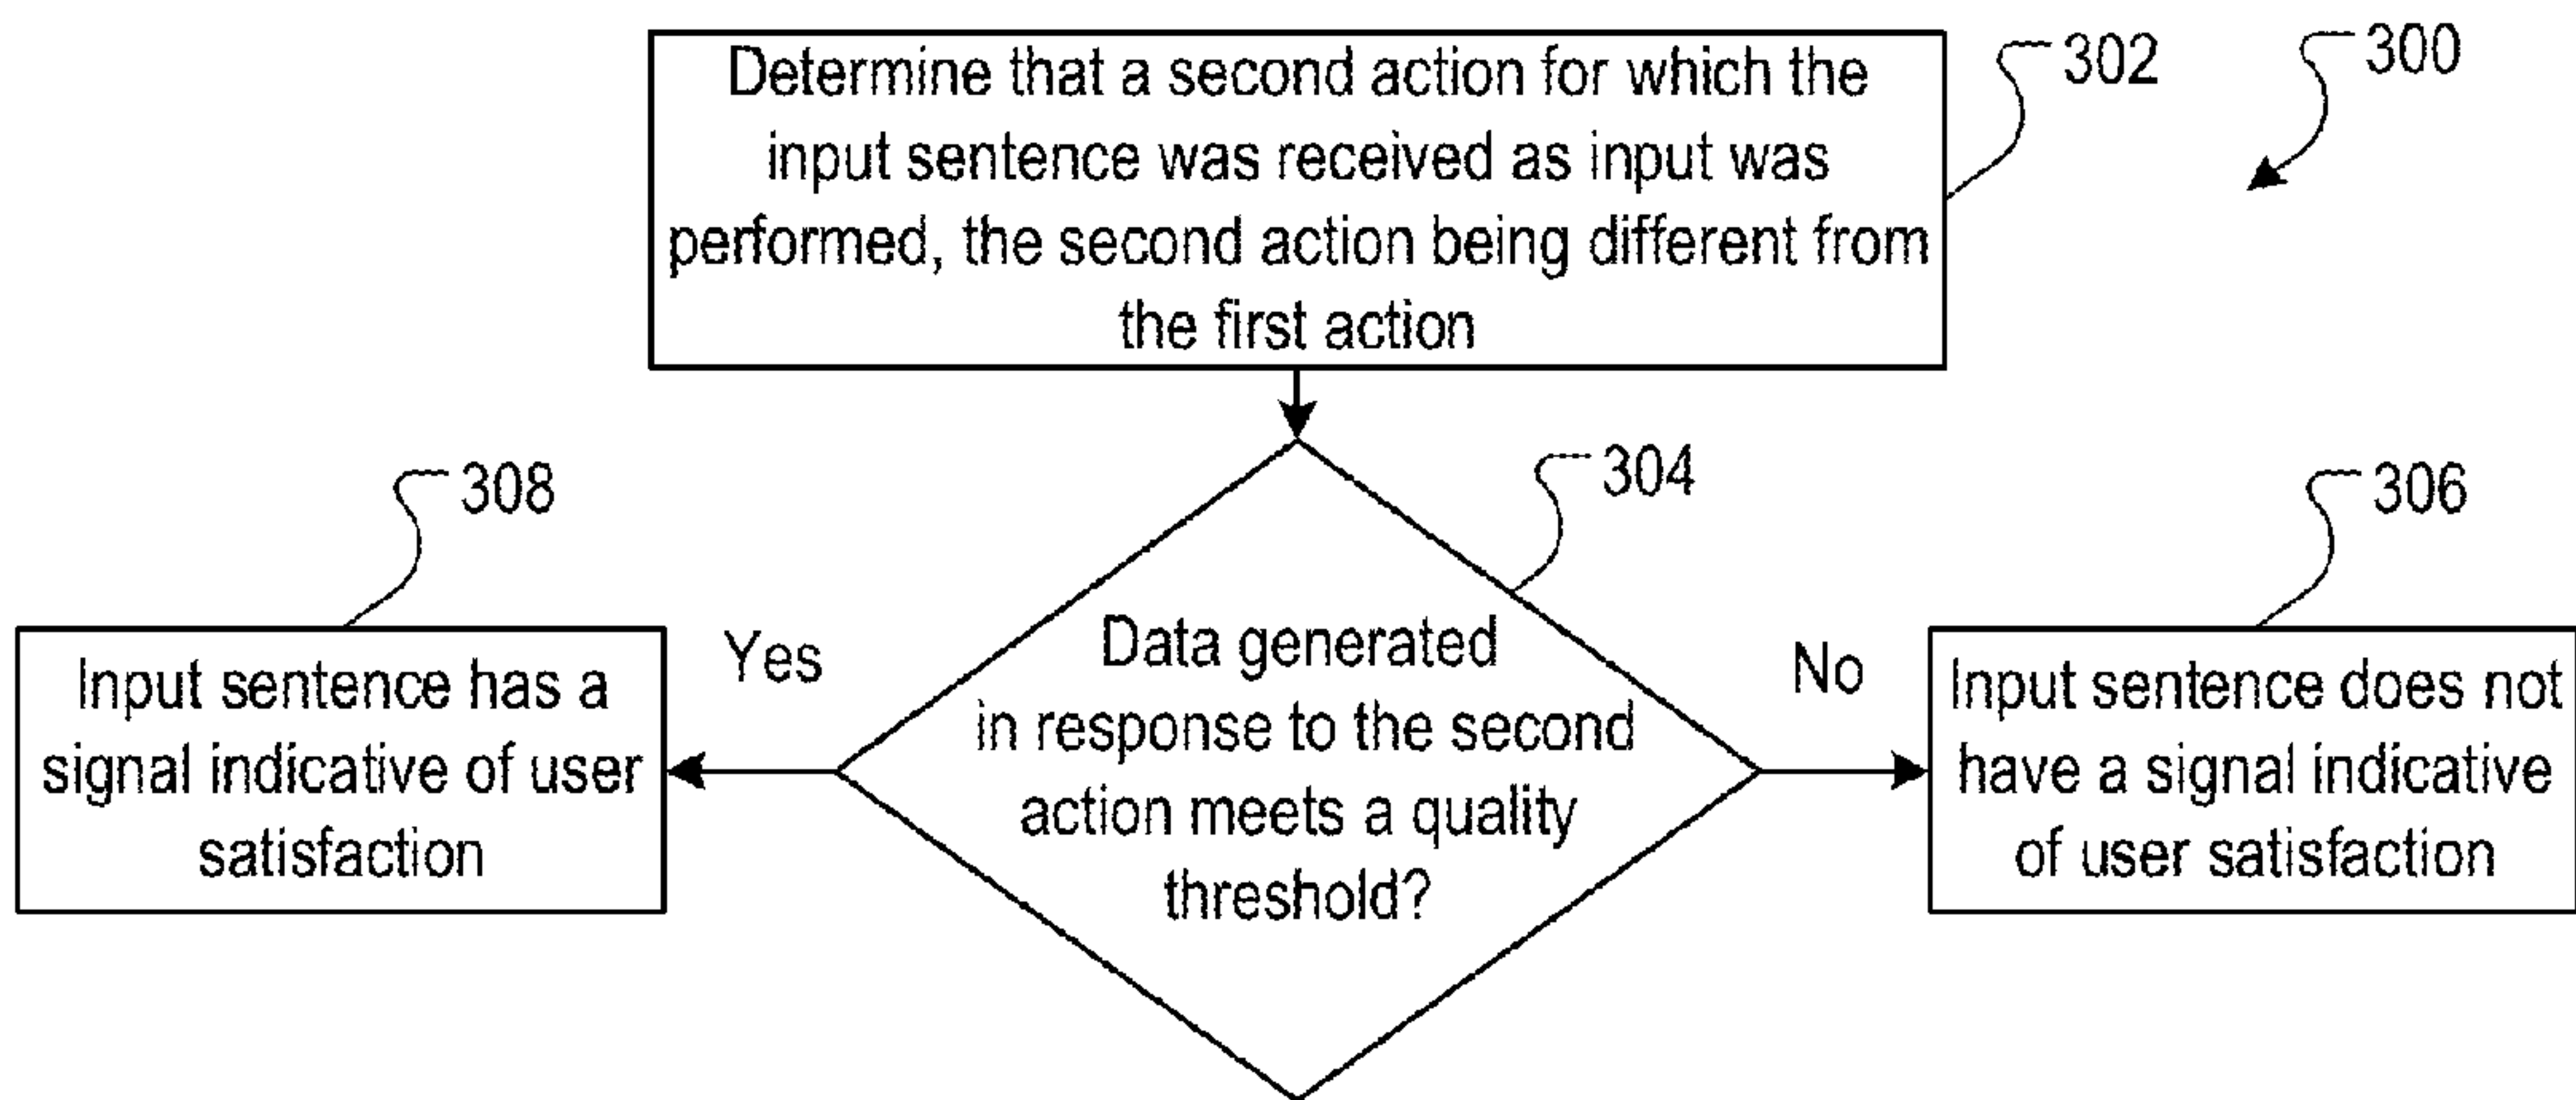 Determine that a second action for which the
input sentence was received as input was
performed, the second action being different from
the first action
302
300
304
308
306
Data generated
in response to the second
action meets a quality
threshold?
Yes
No
Input sentence has a
signal indicative of user
satisfaction
Input sentence does not
have a signal indicative
of user satisfaction